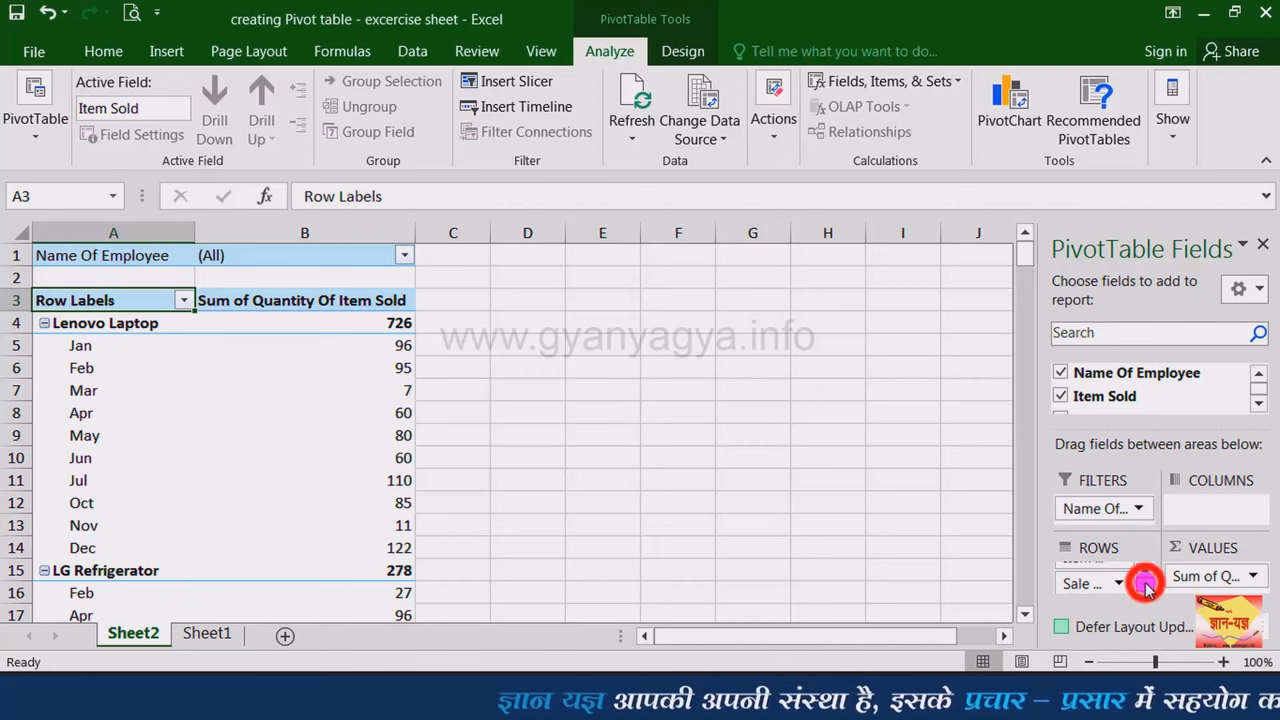 creating Pivot table - excercise sheet - Excel
PivotTable Tools
File Home Insert Page Layout Formulas Data Review View Analyze Design Tell me what you want to do... Sign in Share
PivotTable
Active Field:
Item Sold
Field Settings
Drill Down
Drill Up
Active Field
Group Selection
Ungroup
Group Field
Group
Insert Slicer
Insert Timeline
Filter Connections
Filter
Refresh
Change Data Source
Data
Actions
Fields, Items, & Sets
OLAP Tools
Relationships
Calculations
PivotChart
Recommended PivotTables
Tools
Show
A3 fx Row Labels
A B C D E F G H I J
1 Name Of Employee (All)
2
3 Row Labels Sum of Quantity Of Item Sold
4 Lenovo Laptop 726
5 Jan 96
6 Feb 95
7 Mar 7
8 Apr 60
9 May 80
10 Jun 60
11 Jul 110
12 Oct 85
13 Nov 11
14 Dec 122
15 LG Refrigerator 278
16 Feb 27
17 Apr 96
www.gyanyagya.info
PivotTable Fields
Choose fields to add to
report:
Search
Name Of Employee
Item Sold
Drag fields between areas below:
FILTERS COLUMNS
Name Of...
ROWS Σ VALUES
Sale ... Sum of Q...
Defer Layout Upd...
ज्ञान-यज्ञ
Sheet2 Sheet1
Ready 100%
ज्ञान यज्ञ आपकी अपनी संस्था है, इसके प्रचार – प्रसार में सहयोग क